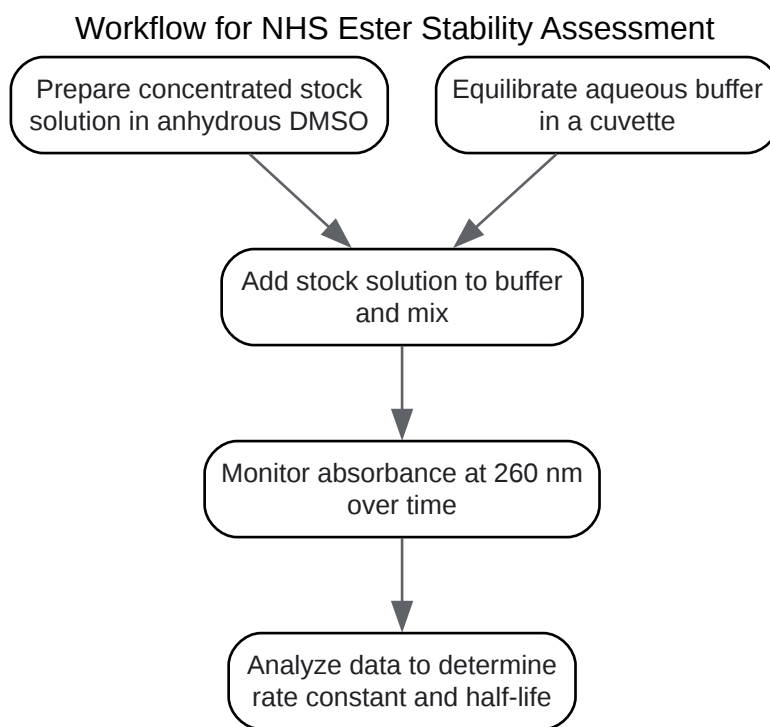 Workflow for NHS Ester Stability Assessment
Prepare concentrated stock
solution in anhydrous DMSO
Equilibrate aqueous buffer
in a cuvette
Add stock solution to buffer
and mix
Monitor absorbance at 260 nm
over time
Analyze data to determine
rate constant and half-life